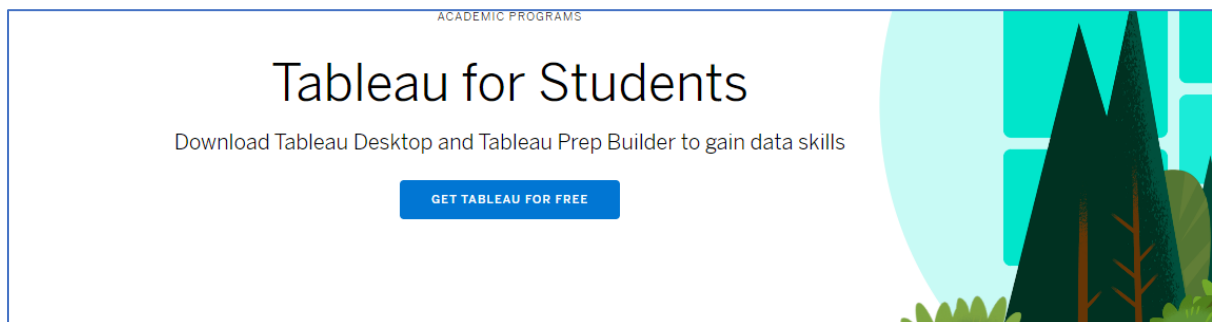 ACADEMIC PROGRAMS
Tableau for Students
Download Tableau Desktop and Tableau Prep Builder to gain data skills
GET TABLEAU FOR FREE